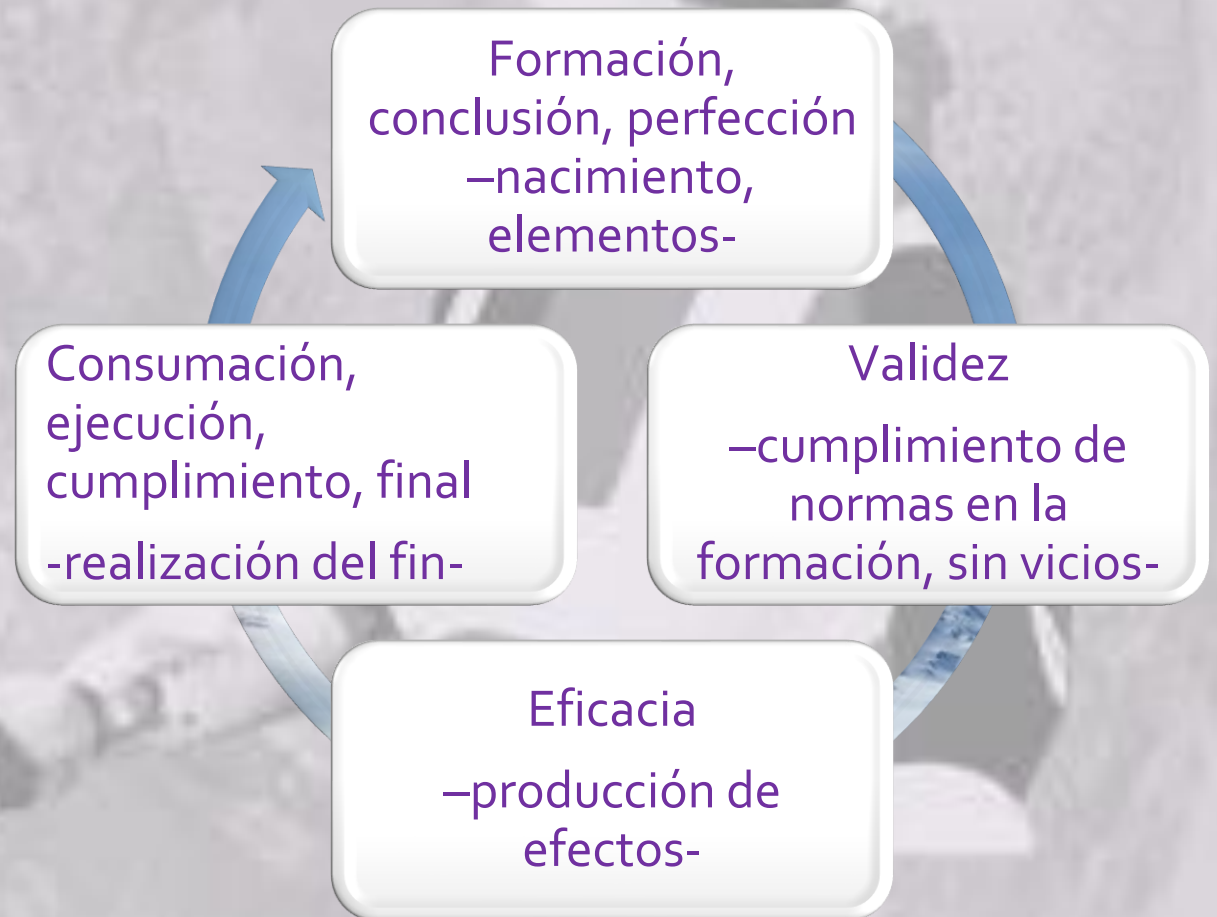 Formación,
conclusión, perfección
–nacimiento,
elementos-
Validez
–cumplimiento de
normas en la
formación, sin vicios-
Eficacia
–producción de
efectos-
Consumación,
ejecución,
cumplimiento, final
-realización del fin-